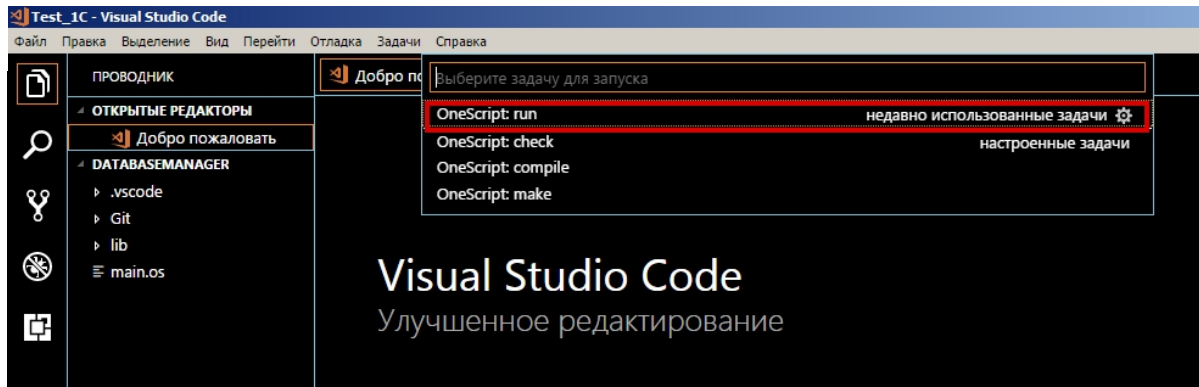 Test_1C - Visual Studio Code
Файл Правка Выделение Вид Перейти Отладка Задачи Справка
ПРОВОДНИК
ОТКРЫТЫЕ РЕДАКТОРЫ
Добро пожаловать
DATABASEMANAGER
.vscode
Git
lib
main.os
Добро по
Выберите задачу для запуска
OneScript: run недавно использованные задачи
OneScript: check настроенные задачи
OneScript: compile
OneScript: make
Visual Studio Code
Улучшенное редактирование